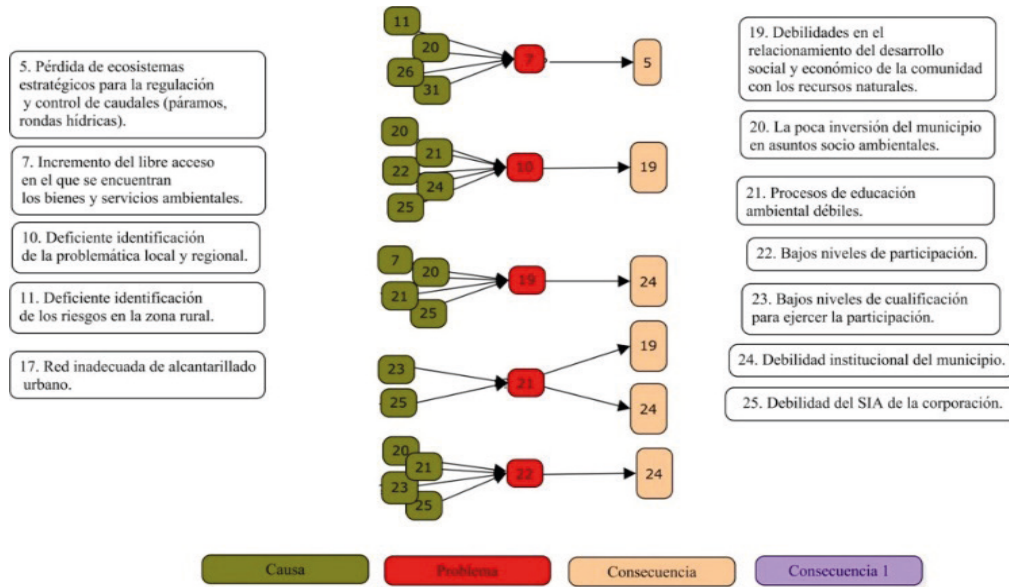 5. Pérdida de ecosistemas
estratégicos para la regulación
y control de caudales (páramos,
rondas hídricas).
7. Incremento del libre acceso
en el que se encuentran
los bienes y servicios ambientales.
10. Deficiente identificación
de la problemática local y regional.
11. Deficiente identificación
de los riesgos en la zona rural.
17. Red inadecuada de alcantarillado
urbano.
11
20
26
31
7
5
20
21
22
24
25
10
19
7
20
21
25
19
24
23
25
21
19
24
20
21
23
25
22
24
19. Debilidades en el
relacionamiento del desarrollo
social y económico de la comunidad
con los recursos naturales.
20. La poca inversión del municipio
en asuntos socio ambientales.
21. Procesos de educación
ambiental débiles.
22. Bajos niveles de participación.
23. Bajos niveles de cualificación
para ejercer la participación.
24. Debilidad institucional del municipio.
25. Debilidad del SIA de la corporación.
Causa
Problema
Consecuencia
Consecuencia 1